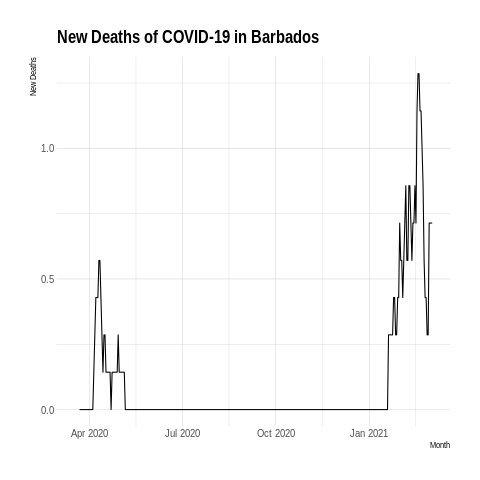 New Deaths of COVID-19 in Barbados
New Deaths
1.0
0.5
0.0
Apr 2020
Jul 2020
Oct 2020
Jan 2021
Month